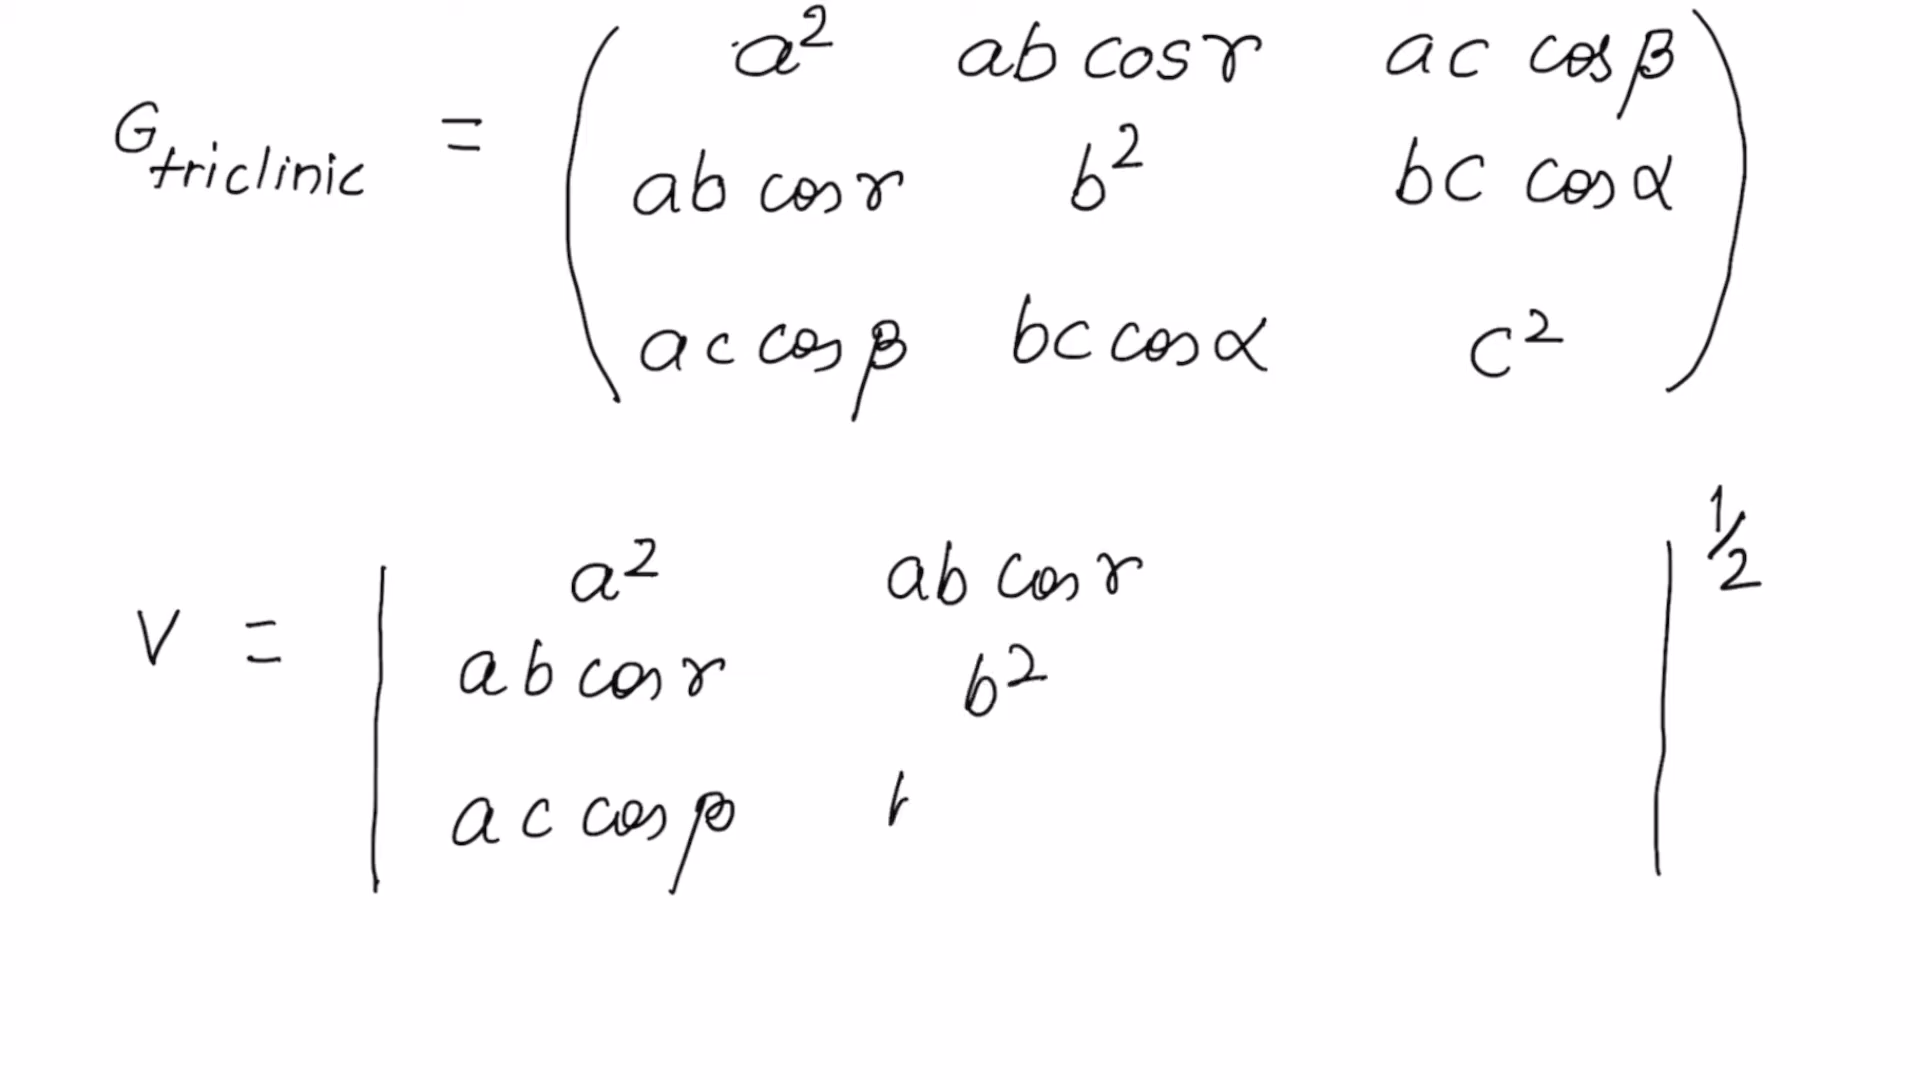 G_triclinic = ( a² ab cos γ ac cos β
ab cos γ b² bc cos α
ac cos β bc cos α c² )
V = | a² ab cos γ | ½
ab cos γ b²
ac cos β